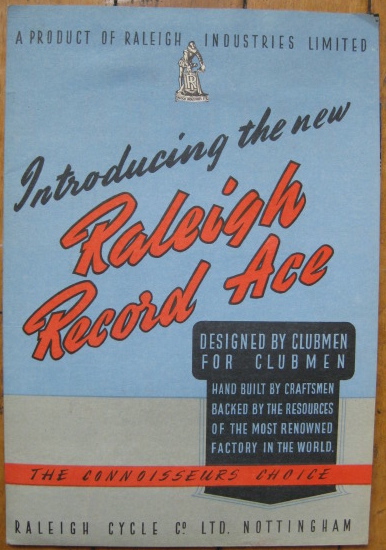 A PRODUCT OF RALEIGH INDUSTRIES LIMITED
Introducing the new
Raleigh
Record Ace
DESIGNED BY CLUBMEN
FOR CLUBMEN
HAND BUILT BY CRAFTSMEN
BACKED BY THE RESOURCES
OF THE MOST RENOWNED
FACTORY IN THE WORLD.
THE CONNOISSEURS CHOICE
RALEIGH CYCLE Co LTD. NOTTINGHAM